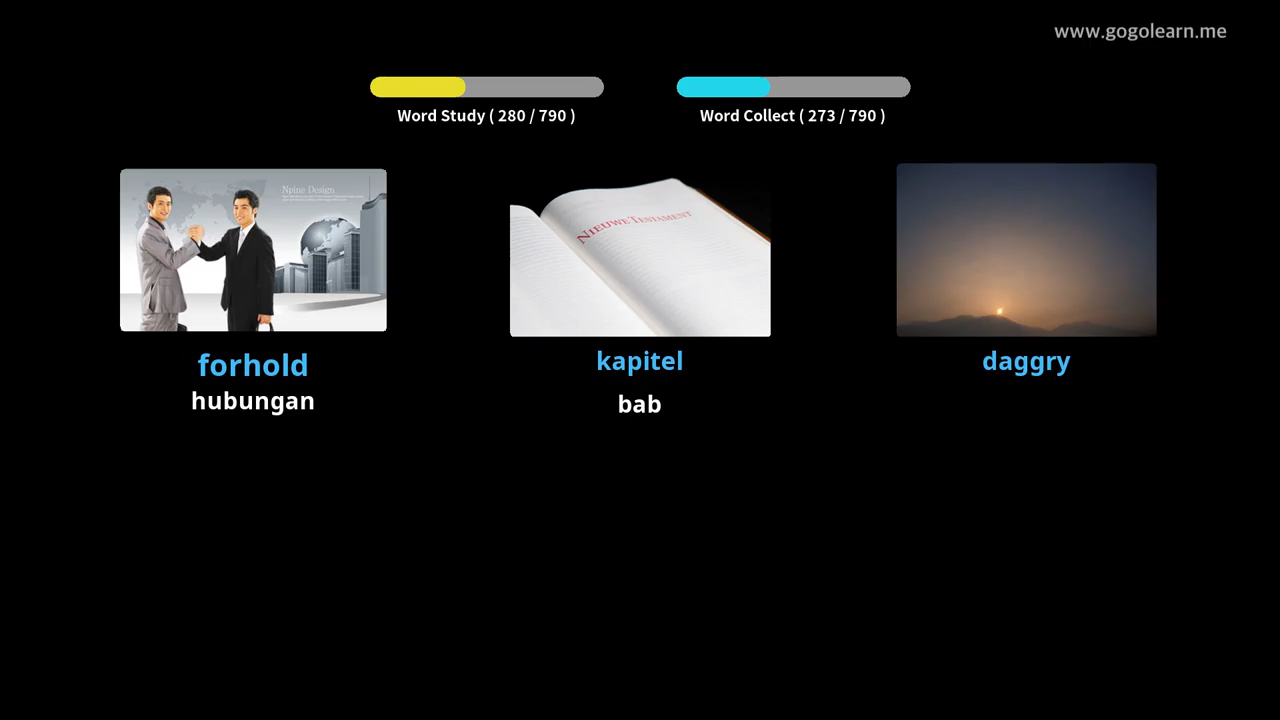 www.gogolearn.me
Word Study ( 280 / 790 )
Word Collect ( 273 / 790 )
Npine Design
NIEUWE TESTAMENT
forhold
hubungan
kapitel
bab
daggry